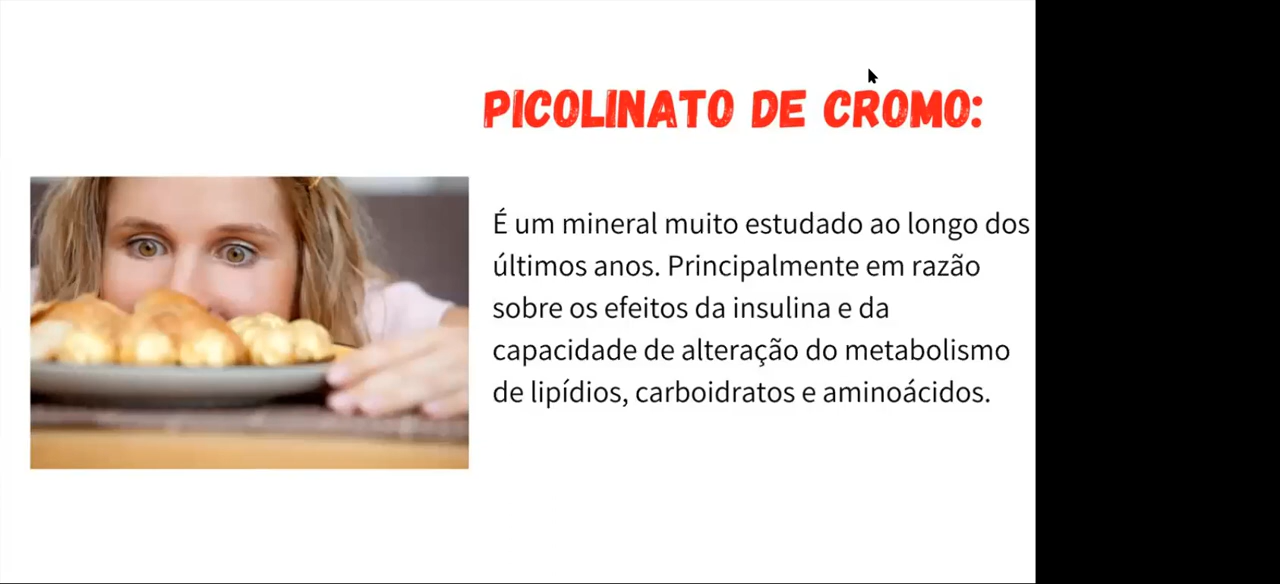 PICOLINATO DE CROMO:
É um mineral muito estudado ao longo dos
últimos anos. Principalmente em razão
sobre os efeitos da insulina e da
capacidade de alteração do metabolismo
de lipídios, carboidratos e aminoácidos.